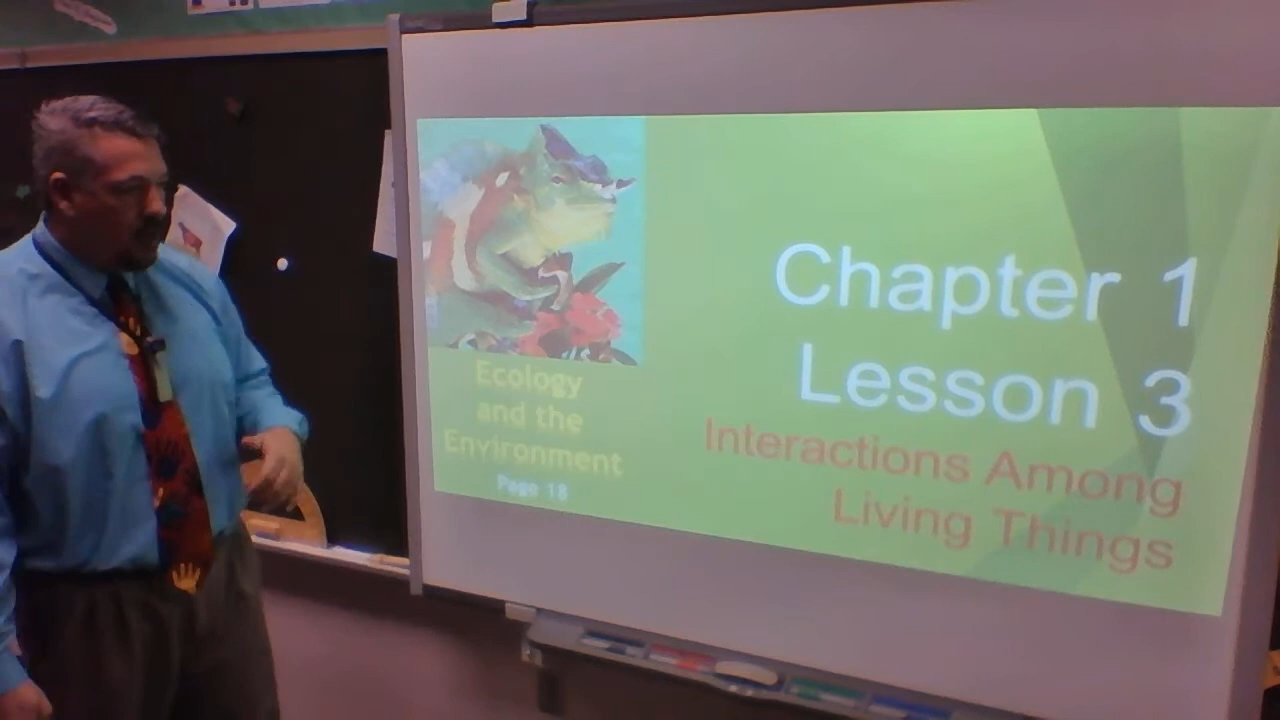 Ecology
and the
Environment
Page 18
Chapter 1
Lesson 3
Interactions Among
Living Things